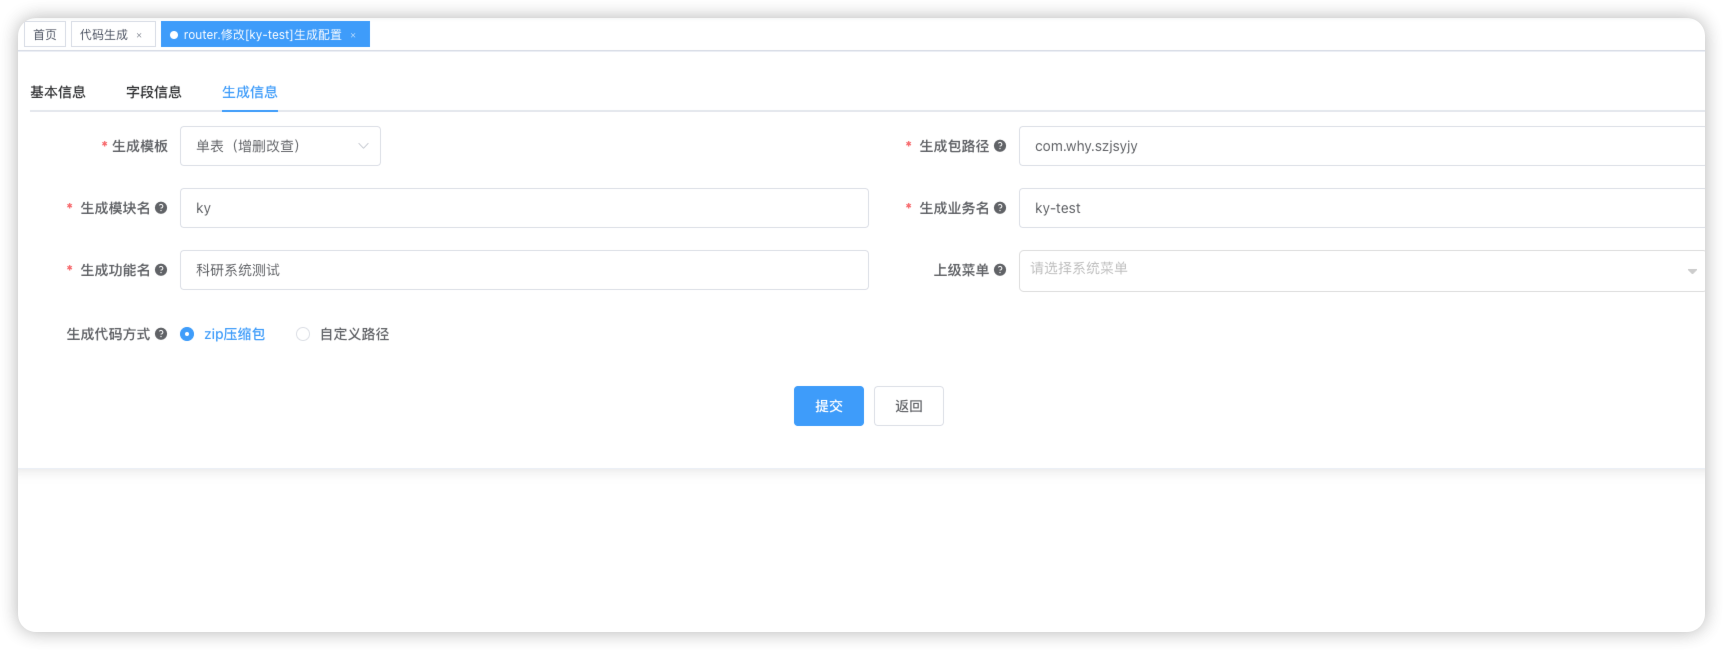 首页 代码生成 × router.修改[ky-test]生成配置 ×
基本信息 字段信息 生成信息
* 生成模板 单表（增删改查） * 生成包路径 ? com.why.szjsyjy
* 生成模块名 ? ky * 生成业务名 ? ky-test
* 生成功能名 ? 科研系统测试 上级菜单 ? 请选择系统菜单
生成代码方式 ? zip压缩包 自定义路径
提交 返回